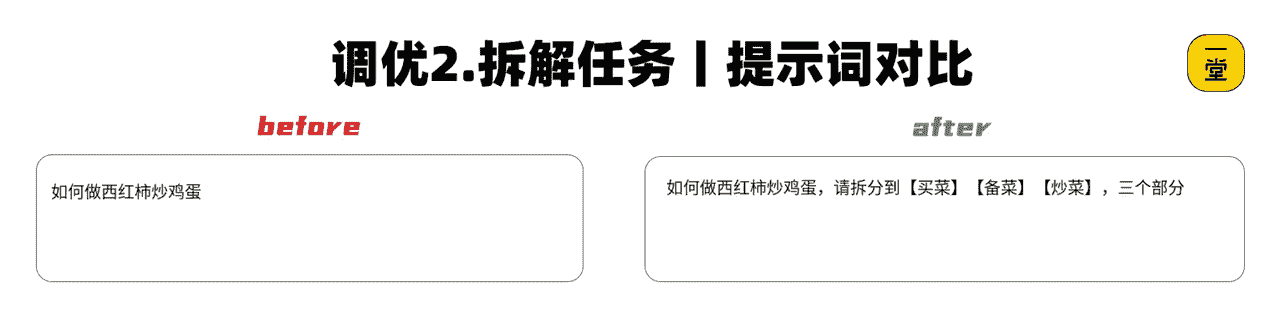 调优2.拆解任务丨提示词对比
一堂
before
after
如何做西红柿炒鸡蛋
如何做西红柿炒鸡蛋，请拆分到【买菜】【备菜】【炒菜】，三个部分